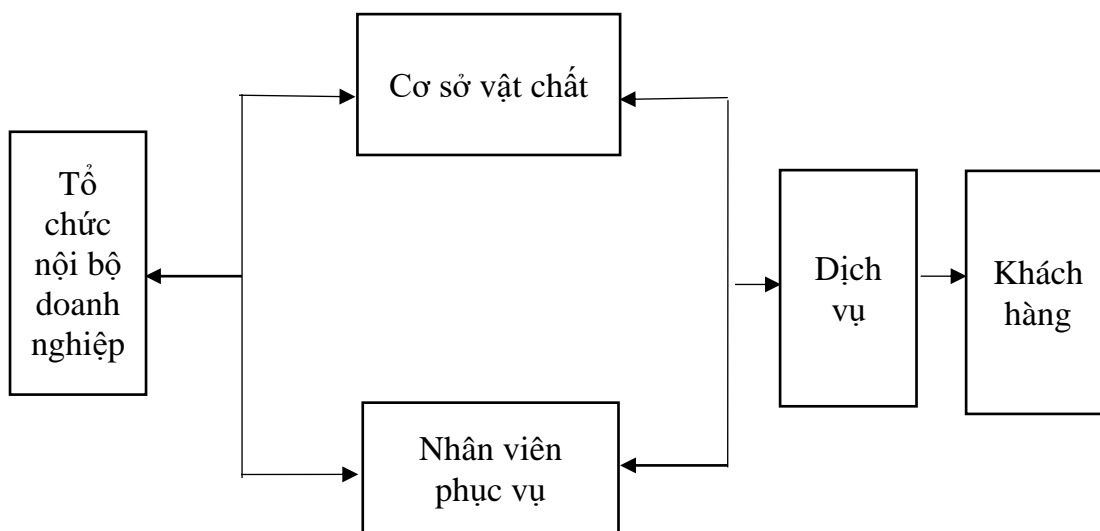 Cơ sở vật chất
Tổ
chức
nội bộ
doanh
nghiệp
Dịch
vụ
Khách
hàng
Nhân viên
phục vụ